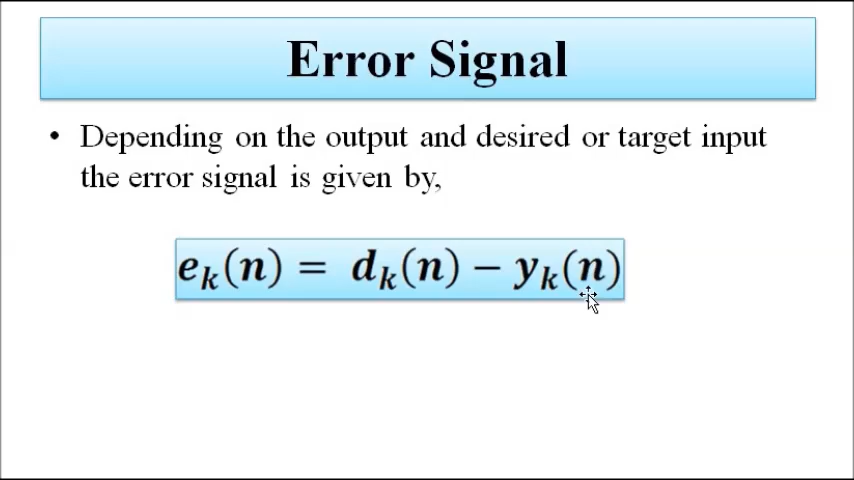 Error Signal
• Depending on the output and desired or target input
the error signal is given by,
eₖ(n) = dₖ(n) − yₖ(n)